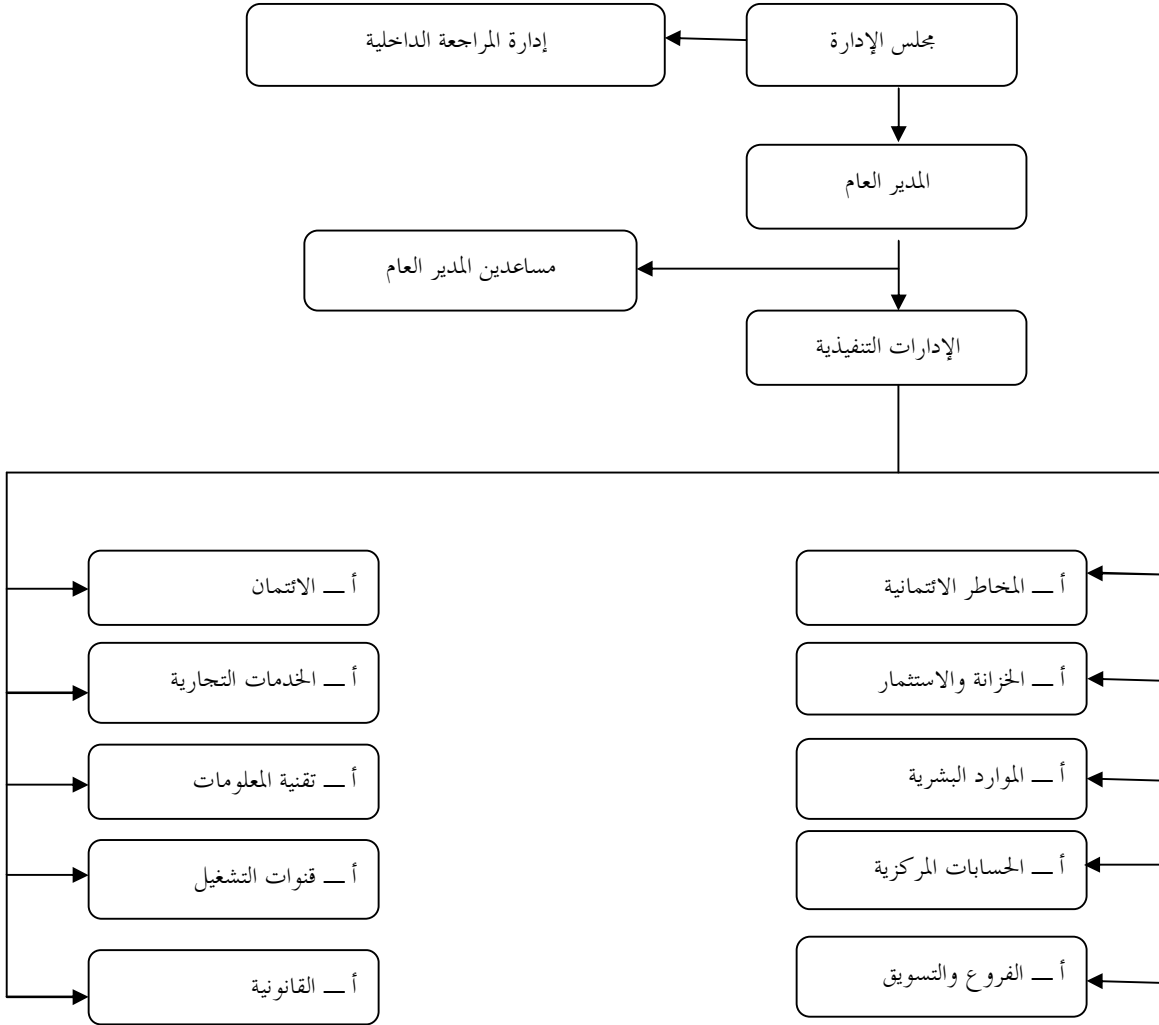 مجلس الإدارة
إدارة المراجعة الداخلية
المدير العام
مساعدين المدير العام
الإدارات التنفيذية
أ ــ المخاطر الائتمانية
أ ــ الائتمان
أ ــ الخزانة والاستثمار
أ ــ الخدمات التجارية
أ ــ الموارد البشرية
أ ــ تقنية المعلومات
أ ــ الحسابات المركزية
أ ــ قنوات التشغيل
أ ــ الفروع والتسويق
أ ــ القانونية